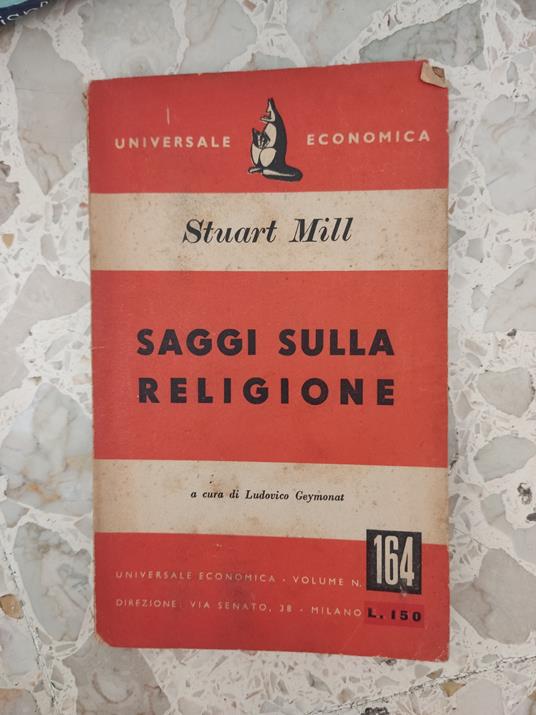 UNIVERSALE ECONOMICA
Stuart Mill
SAGGI SULLA
RELIGIONE
a cura di Ludovico Geymonat
UNIVERSALE ECONOMICA - VOLUME N. 164
DIREZIONE: VIA SENATO, 38 - MILANO L. 150